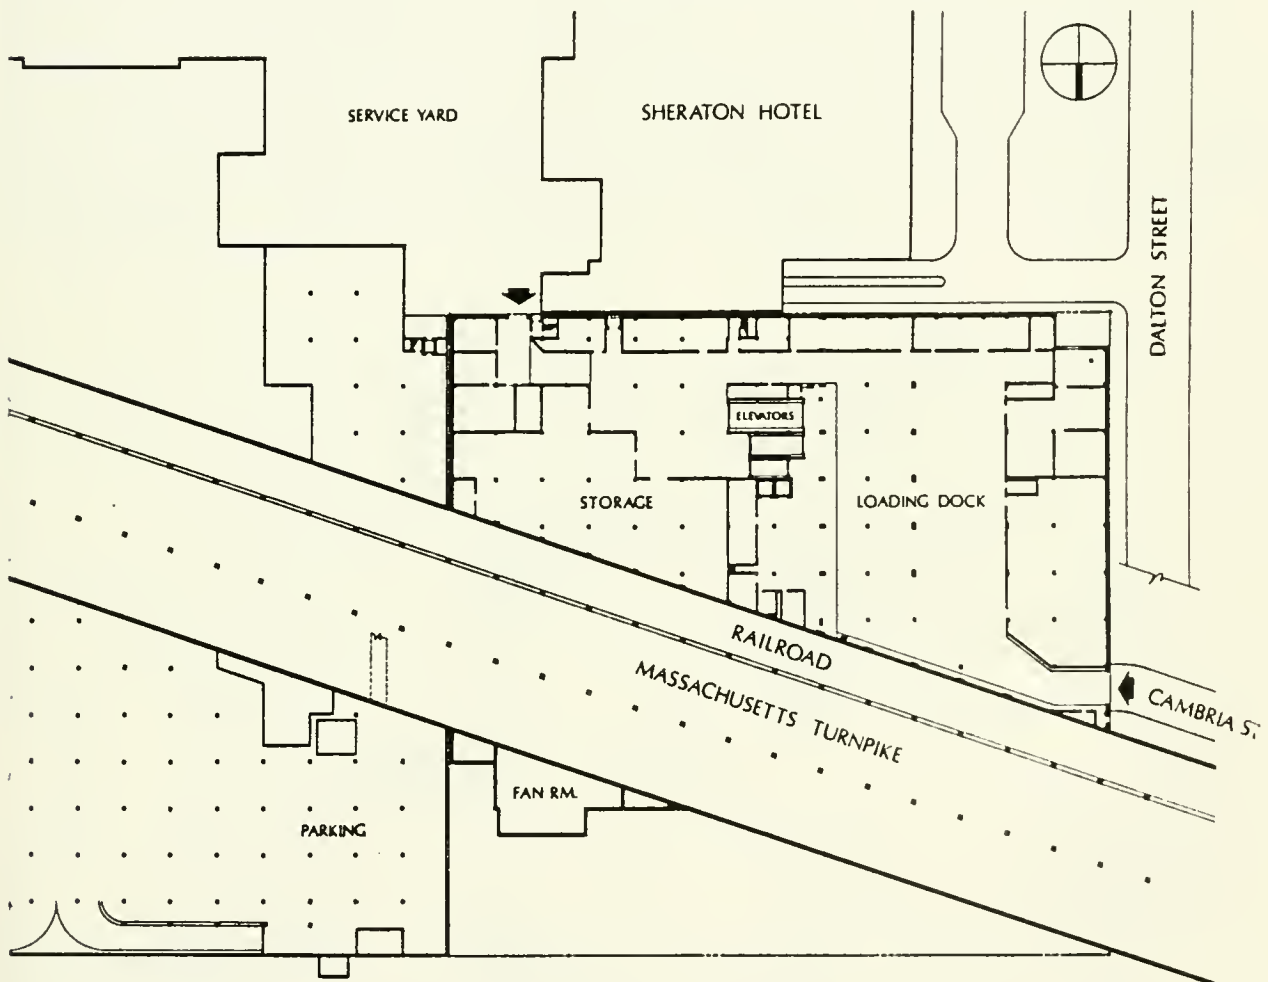 SERVICE YARD
SHERATON HOTEL
DALTON STREET
ELEVATORS
STORAGE
LOADING DOCK
RAILROAD
MASSACHUSETTS TURNPIKE
CAMBRIA ST.
FAN RM.
PARKING